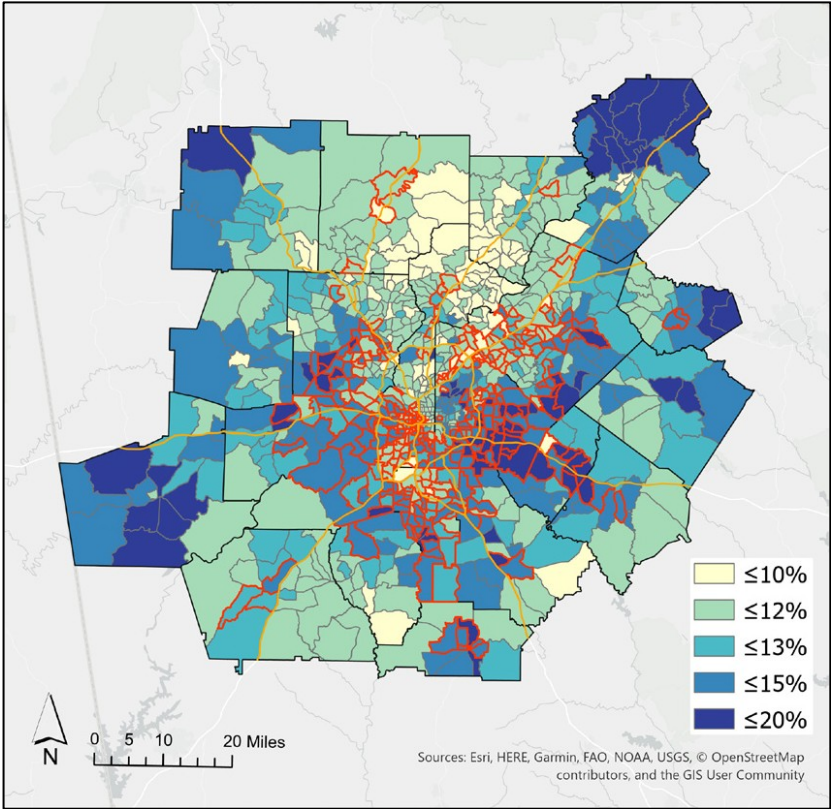 ≤10%
≤12%
≤13%
≤15%
≤20%
N
0 5 10 20 Miles
Sources: Esri, HERE, Garmin, FAO, NOAA, USGS, © OpenStreetMap
contributors, and the GIS User Community